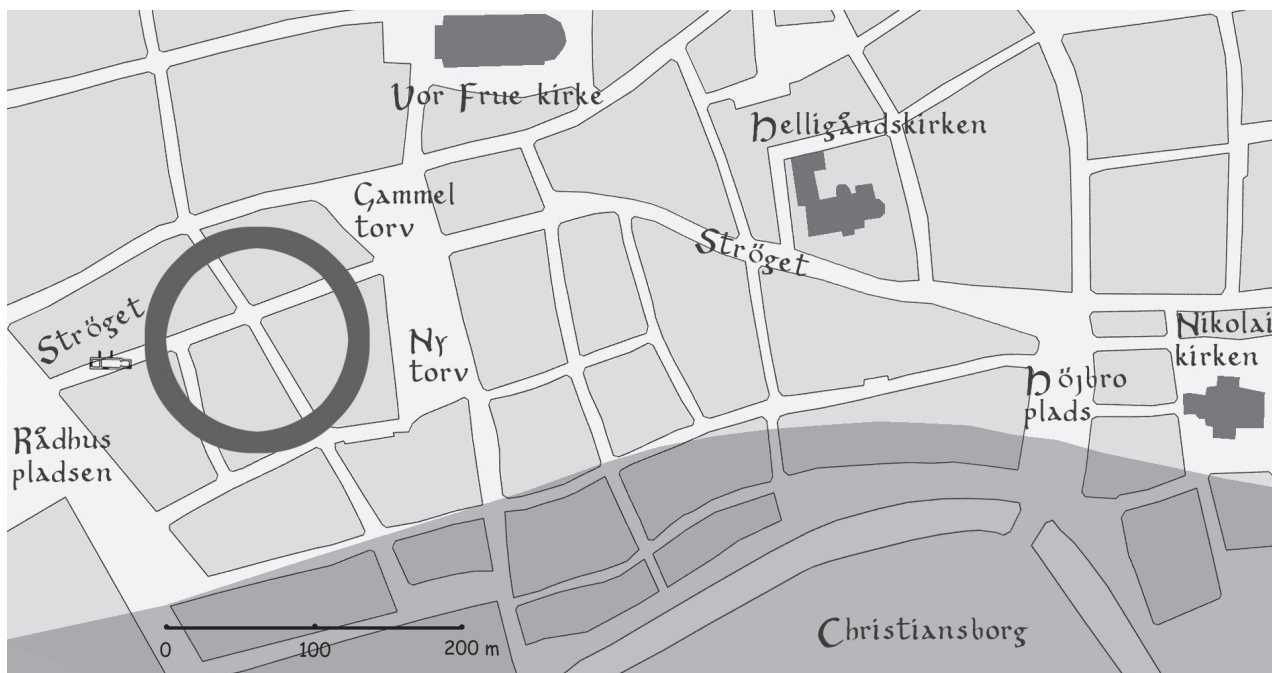 Vor Frue kirke
Helligåndskirken
Gammel
torv
Ströget
Ströget
Ny
torv
Nikolai
kirken
Höjbro
plads
Rådhus
pladsen
Christiansborg
0 100 200 m